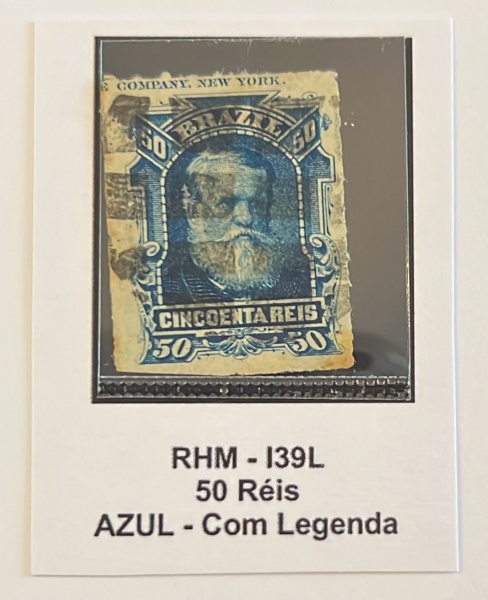 E COMPANY, NEW YORK.
50 BRAZIL 50
CINCOENTA REIS
50 50
RHM - I39L
50 Réis
AZUL - Com Legenda